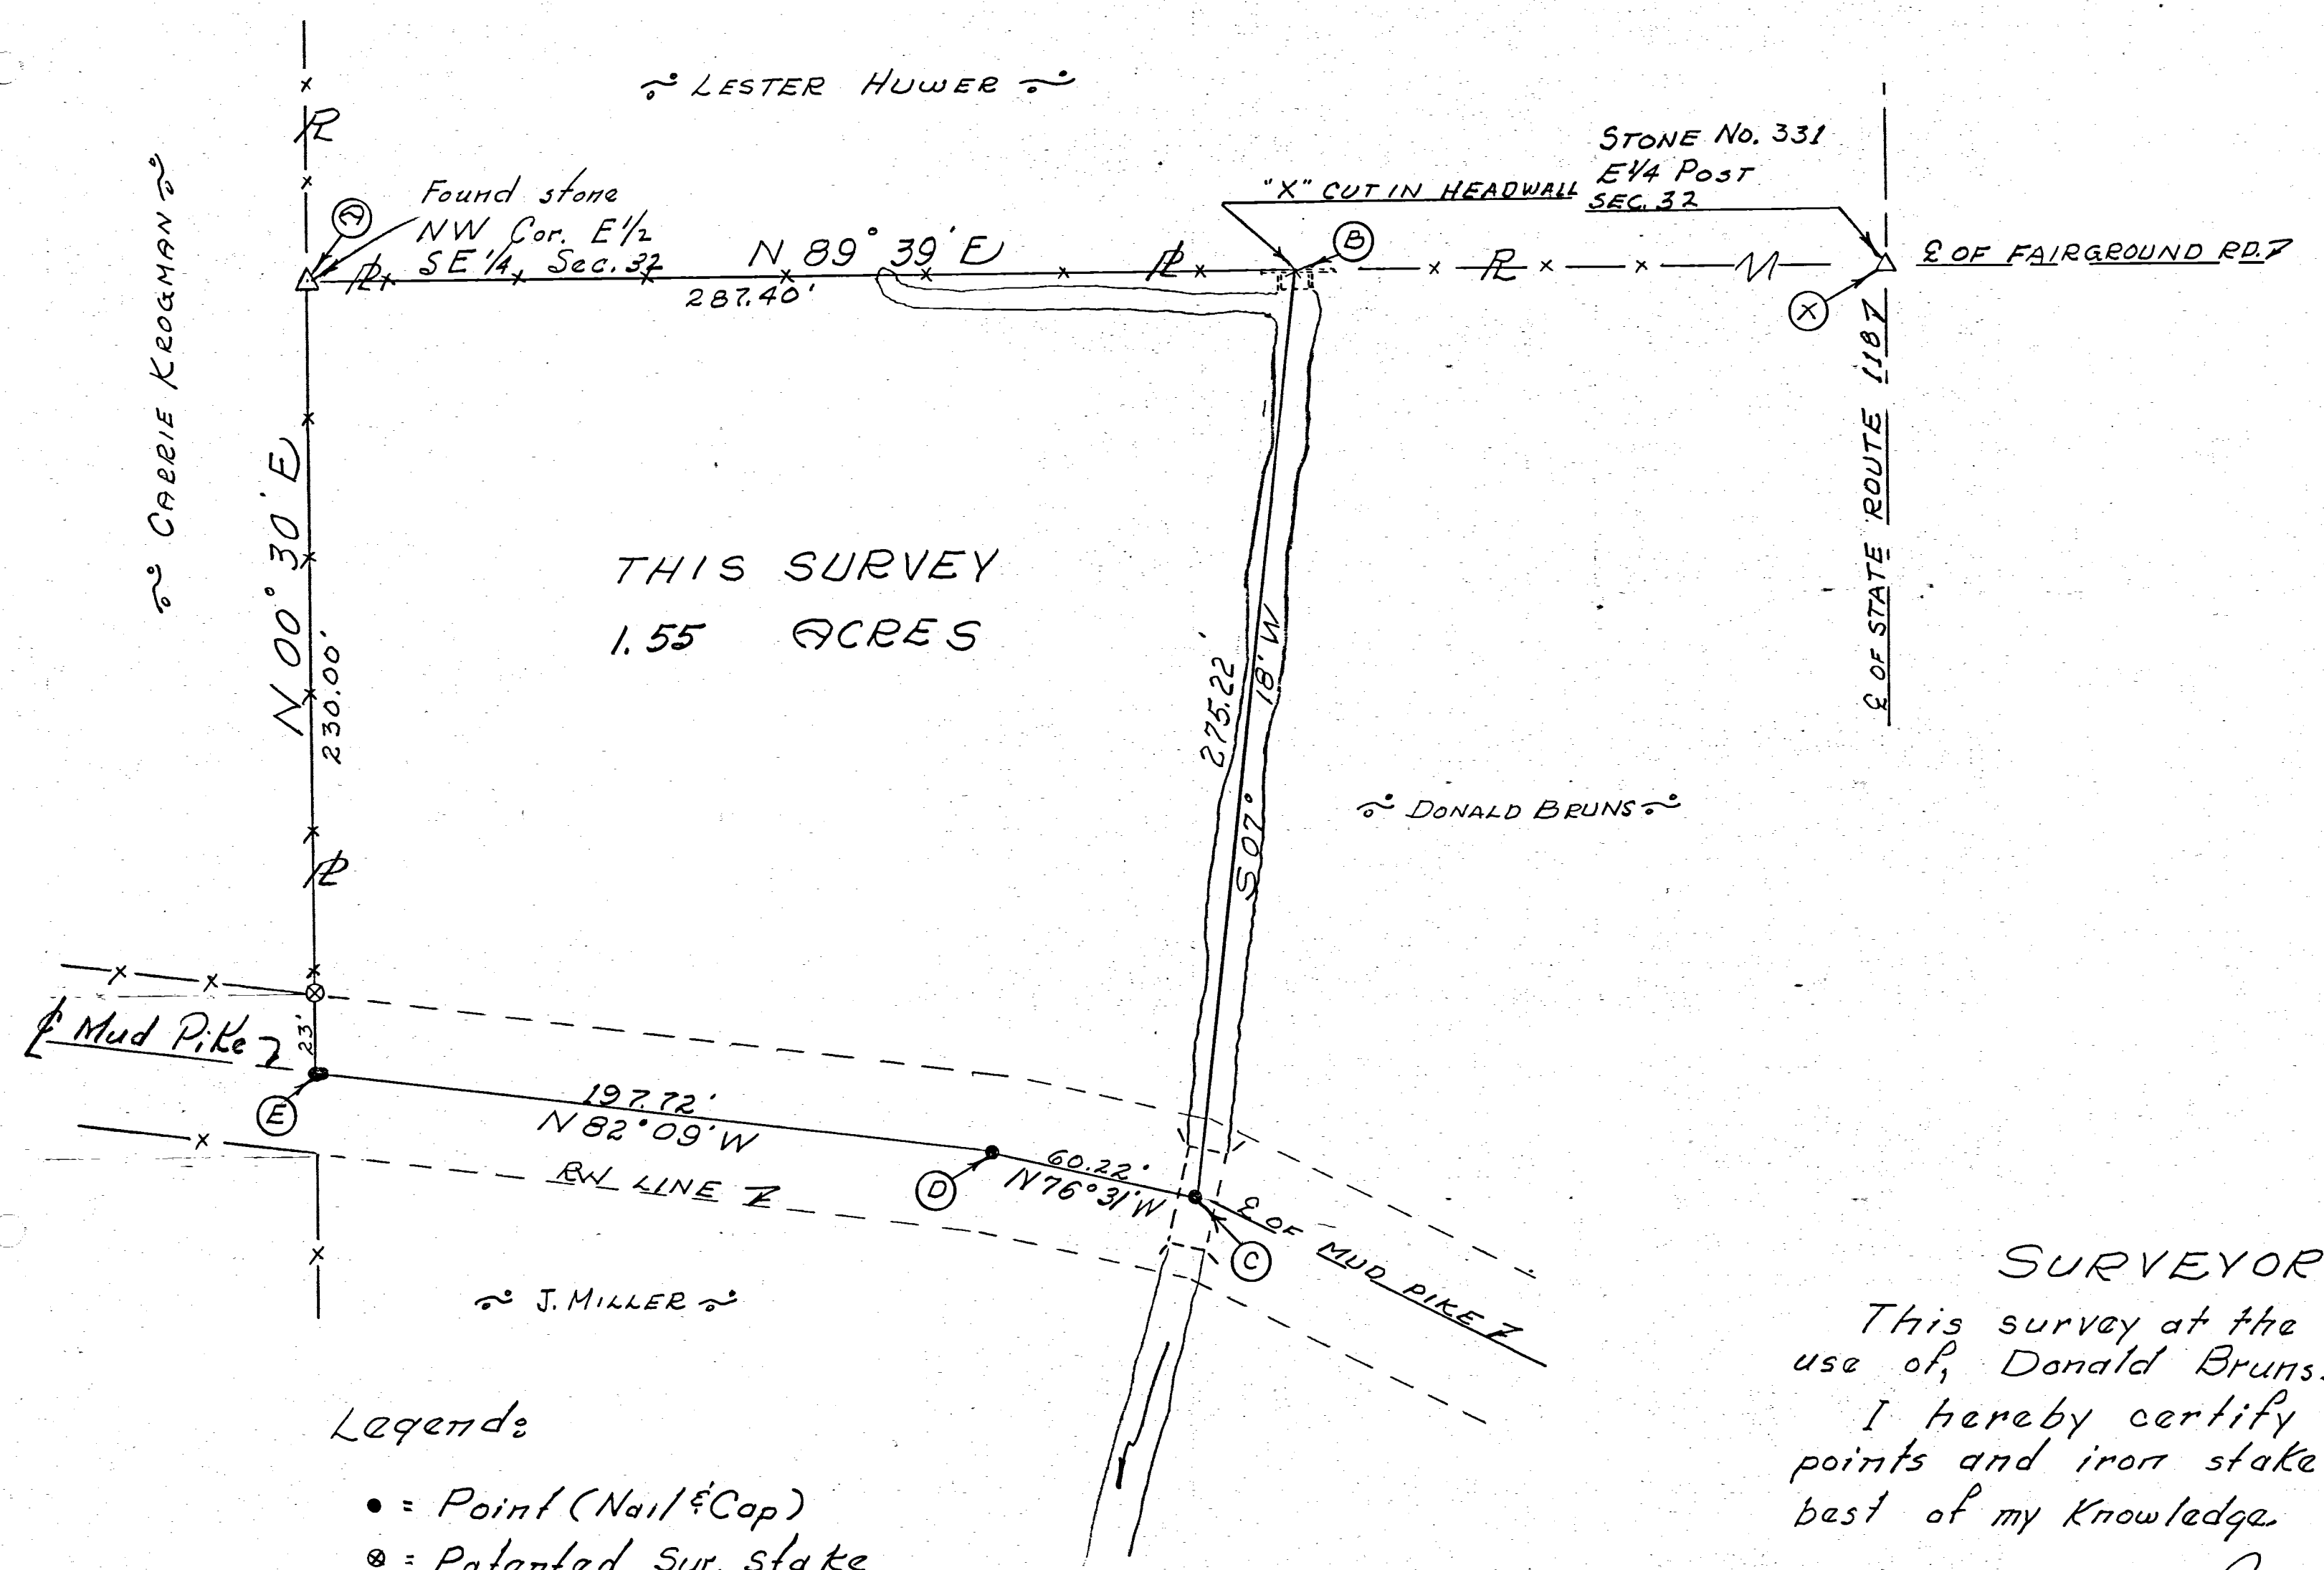 LESTER HUWER
CARRIE KROGMAN
Found stone
NW Cor. E 1/2
SE 1/4 Sec. 32
A
N 89° 39' E
287.40'
"X" CUT IN HEADWALL
STONE No. 331
E 1/4 POST
SEC. 32
B
X
℄ OF FAIRGROUND RD.
℄ OF STATE ROUTE 118
N 00° 30' E
230.00'
THIS SURVEY
1.55 ACRES
275.22'
S 07° 18' W
DONALD BRUNS
℄ Mud Pike
23'
E
197.72'
N 82° 09' W
RW LINE
D
60.22'
N 76° 31' W
C
℄ OF MUD PIKE
J. MILLER
Legend:
• = Point (Nail & Cap)
⊗ = Patented Sur. Stake
SURVEYOR
This survey at the
use of, Donald Bruns.
I hereby certify
points and iron stake
best of my Knowledge.